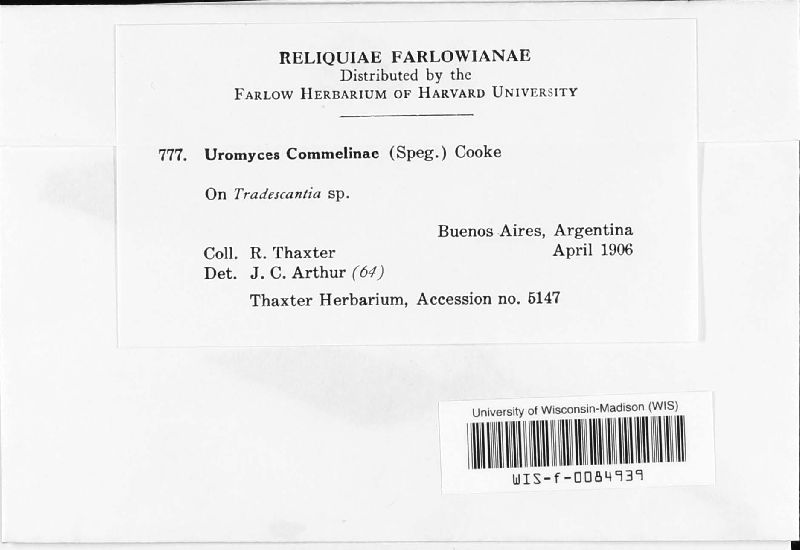 RELIQUIAE FARLOWIANAE
Distributed by the
FARLOW HERBARIUM OF HARVARD UNIVERSITY
777. Uromyces Commelinae (Speg.) Cooke
On Tradescantia sp.
Buenos Aires, Argentina
Coll. R. Thaxter April 1906
Det. J. C. Arthur (64)
Thaxter Herbarium, Accession no. 5147
University of Wisconsin-Madison (WIS)
WIS-f-0084939